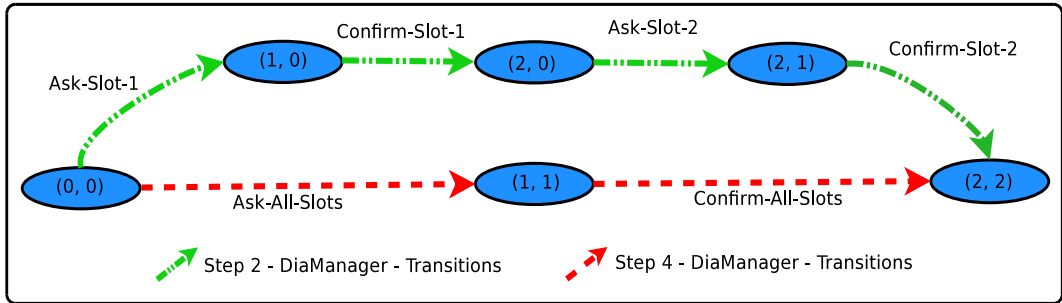 Confirm-Slot-1
Ask-Slot-2
Confirm-Slot-2
Ask-Slot-1
(1, 0)
(2, 0)
(2, 1)
(0, 0)
(1, 1)
(2, 2)
Ask-All-Slots
Confirm-All-Slots
Step 2 - DiaManager - Transitions
Step 4 - DiaManager - Transitions